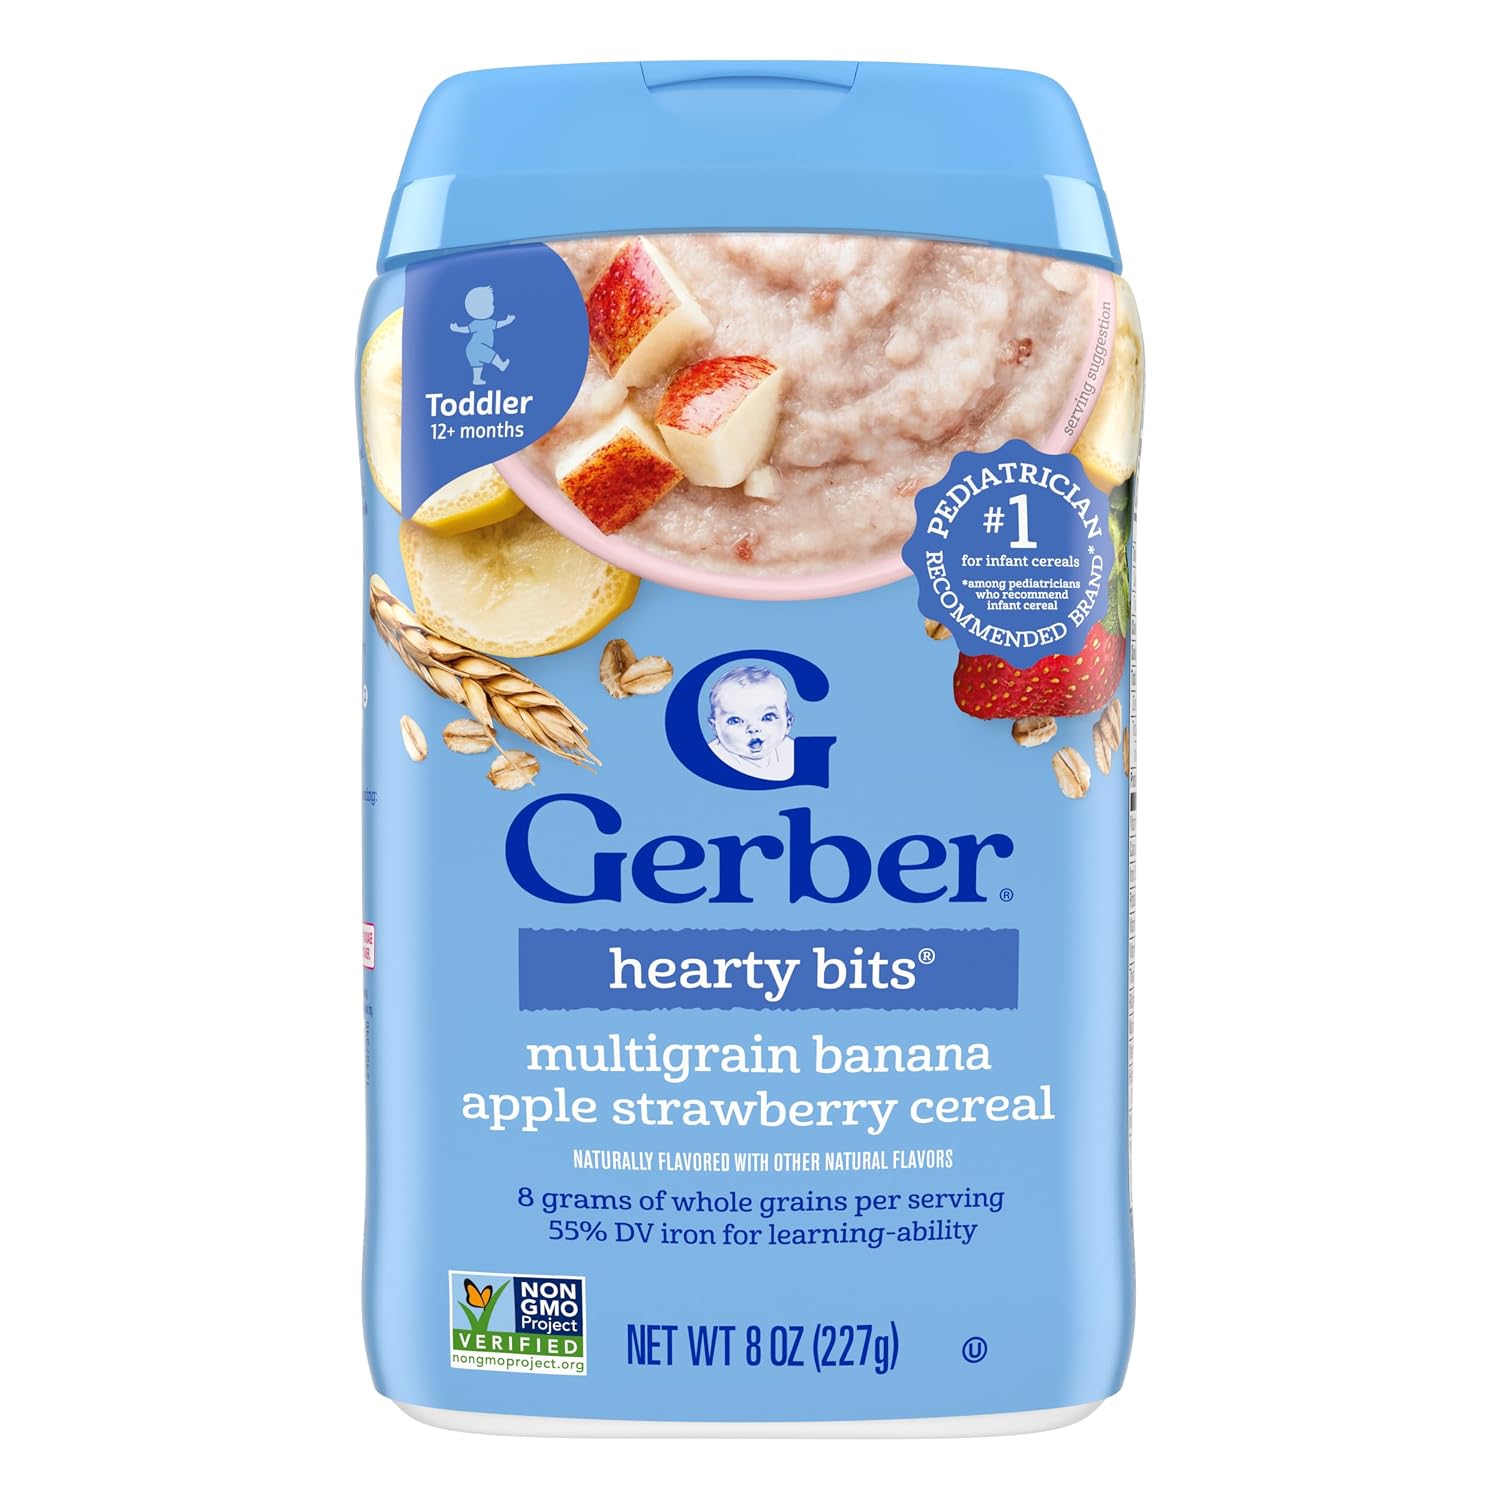 Toddler
12+ months
serving suggestion
PEDIATRICIAN
RECOMMENDED BRAND*
#1
for infant cereals
*among pediatricians
who recommend
infant cereal
Gerber®
hearty bits®
multigrain banana
apple strawberry cereal
NATURALLY FLAVORED WITH OTHER NATURAL FLAVORS
8 grams of whole grains per serving
55% DV iron for learning-ability
NON
GMO
Project
VERIFIED
nongmoproject.org
NET WT 8 OZ (227g)
U